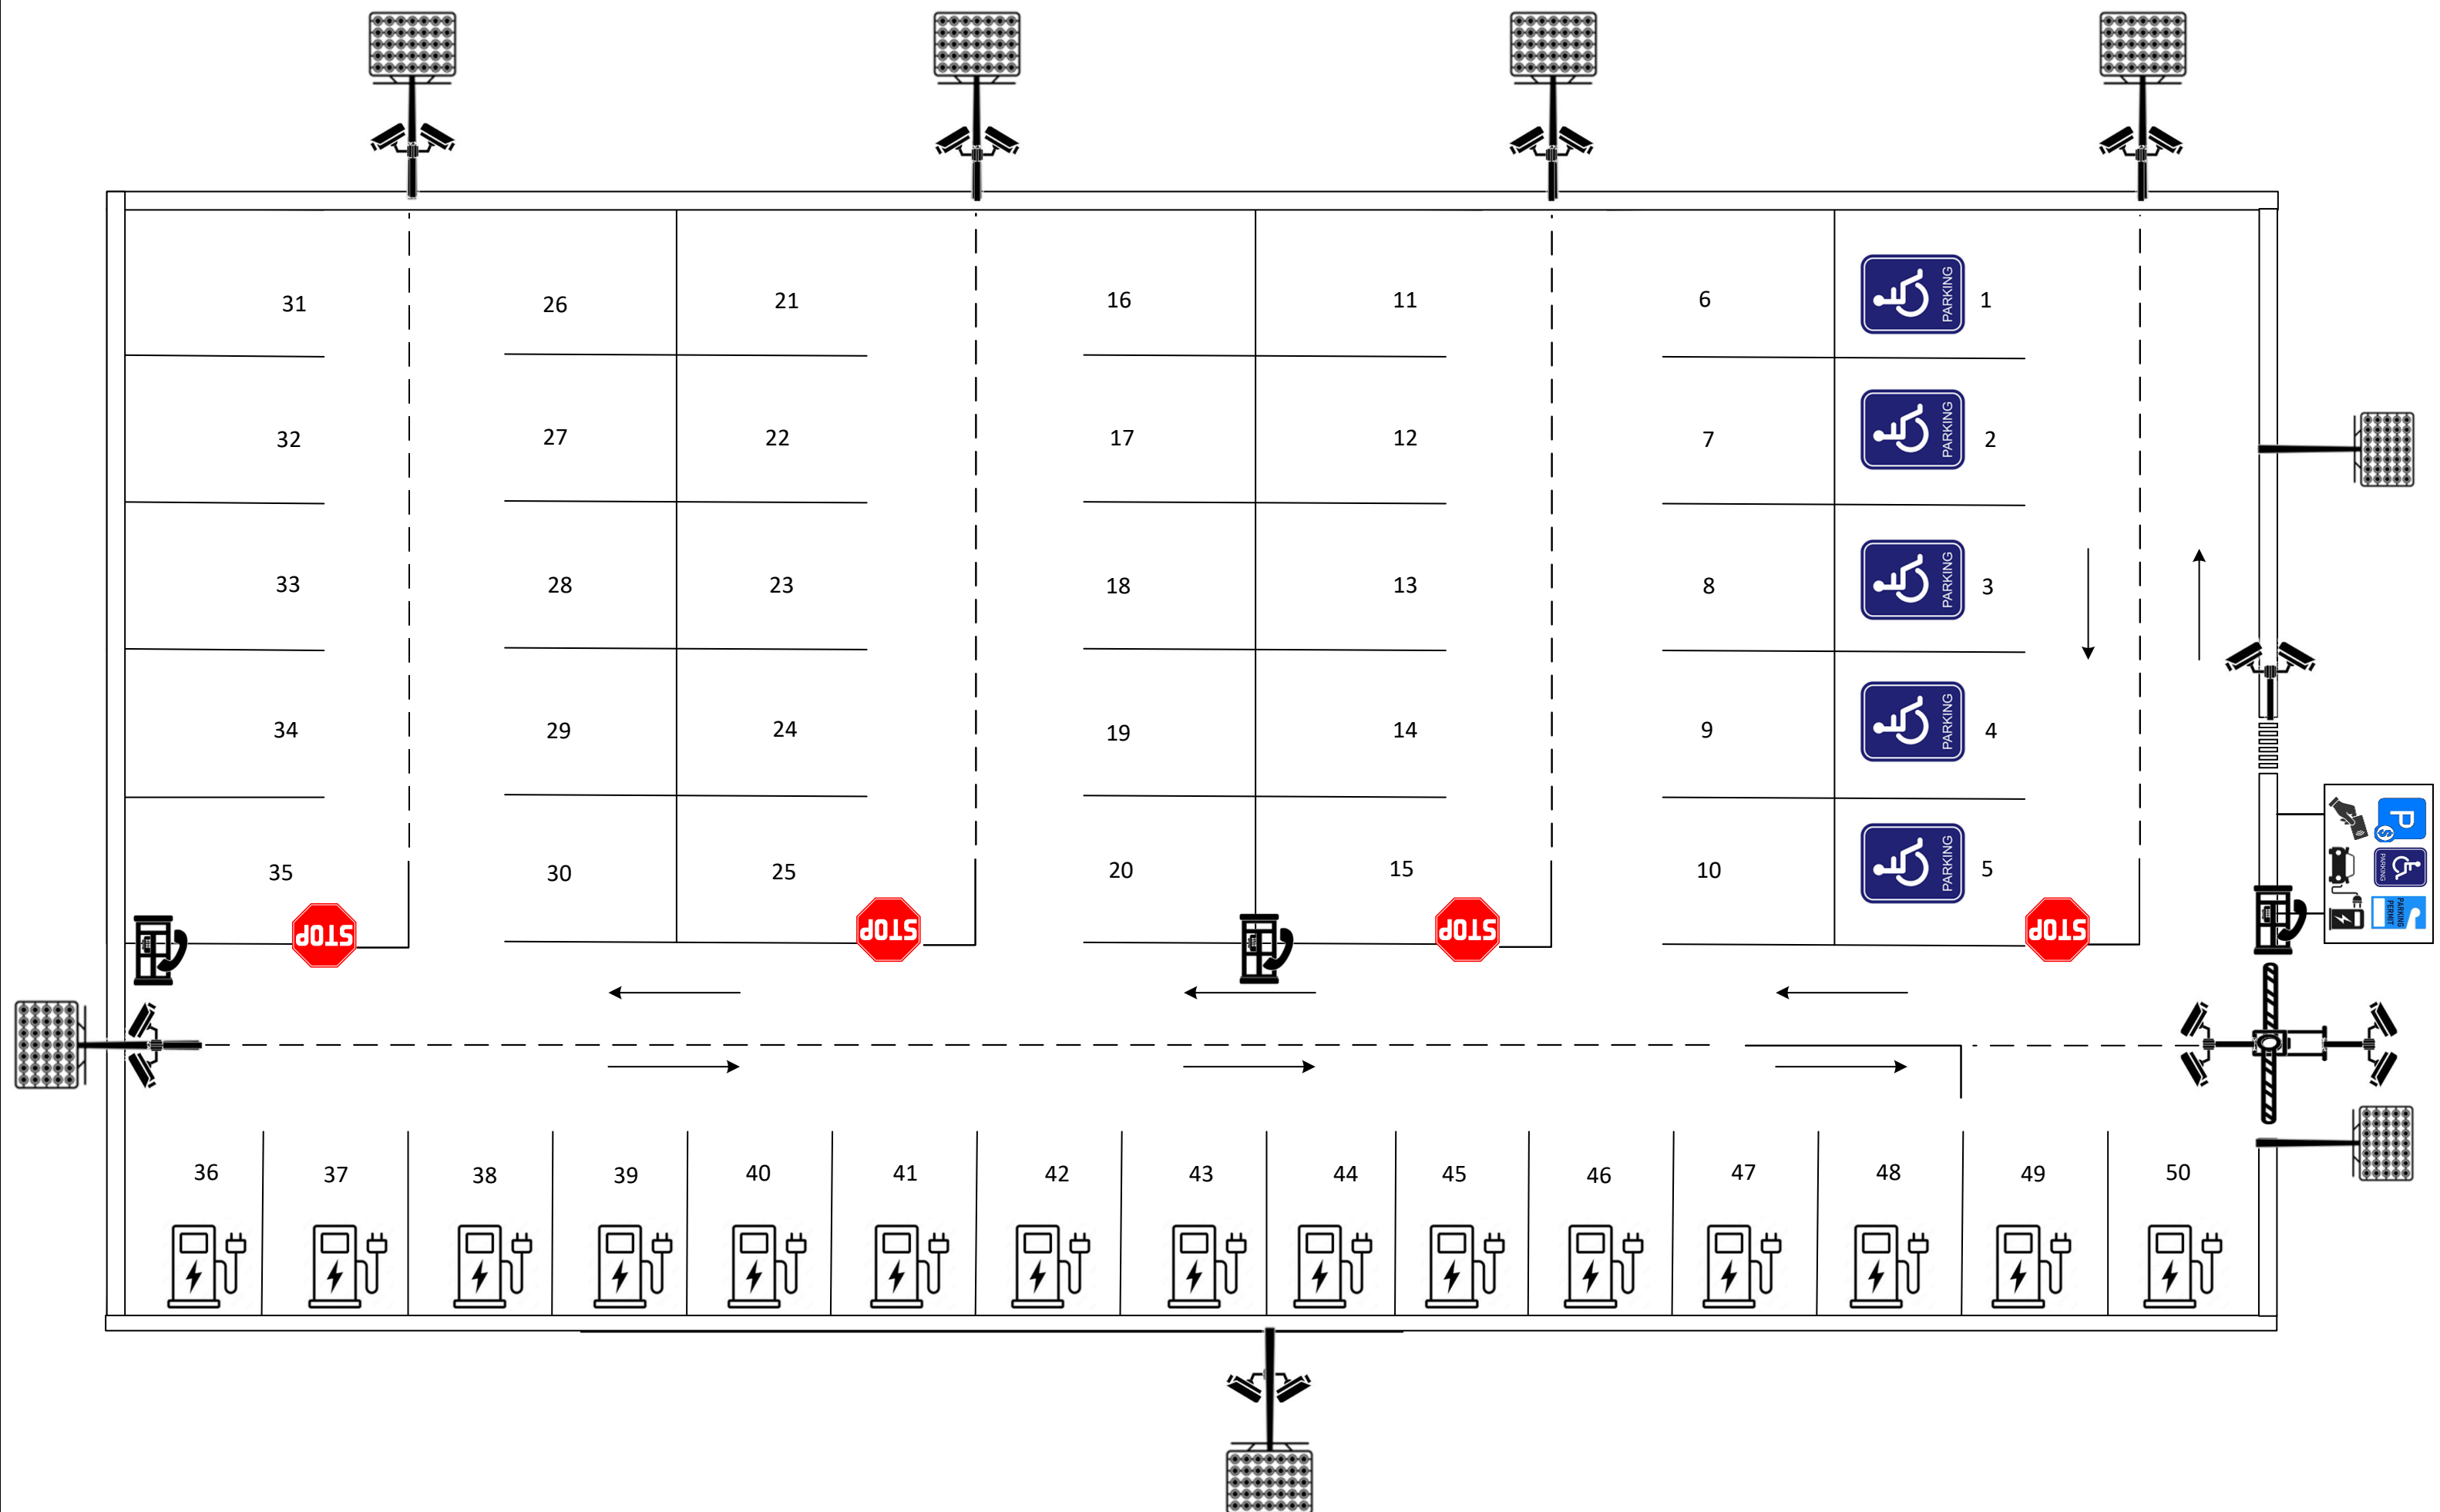 31 26 21 16 11 6 PARKING 1
32 27 22 17 12 7 PARKING 2
33 28 23 18 13 8 PARKING 3
34 29 24 19 14 9 PARKING 4
P
$
PARKING
PARKING
PERMIT
35 30 25 20 15 10 PARKING 5
STOP STOP STOP STOP
36 37 38 39 40 41 42 43 44 45 46 47 48 49 50